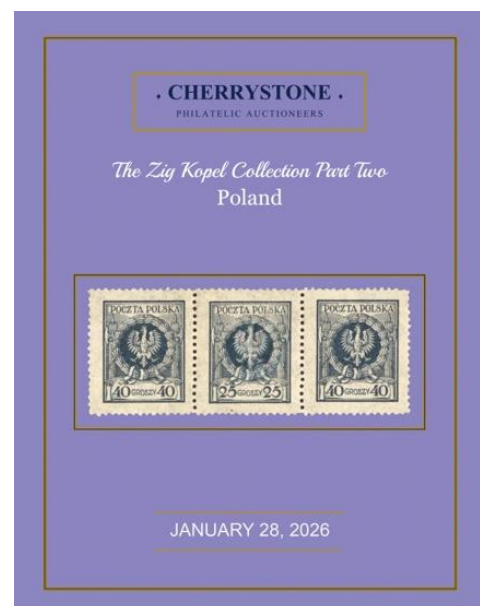 · CHERRYSTONE ·
PHILATELIC AUCTIONEERS
The Zig Kopel Collection Part Two
Poland
POCZTA POLSKA POCZTA POLSKA POCZTA POLSKA
40 GROSZY 40 25 GROSZY 25 40 GROSZY 40
JANUARY 28, 2026